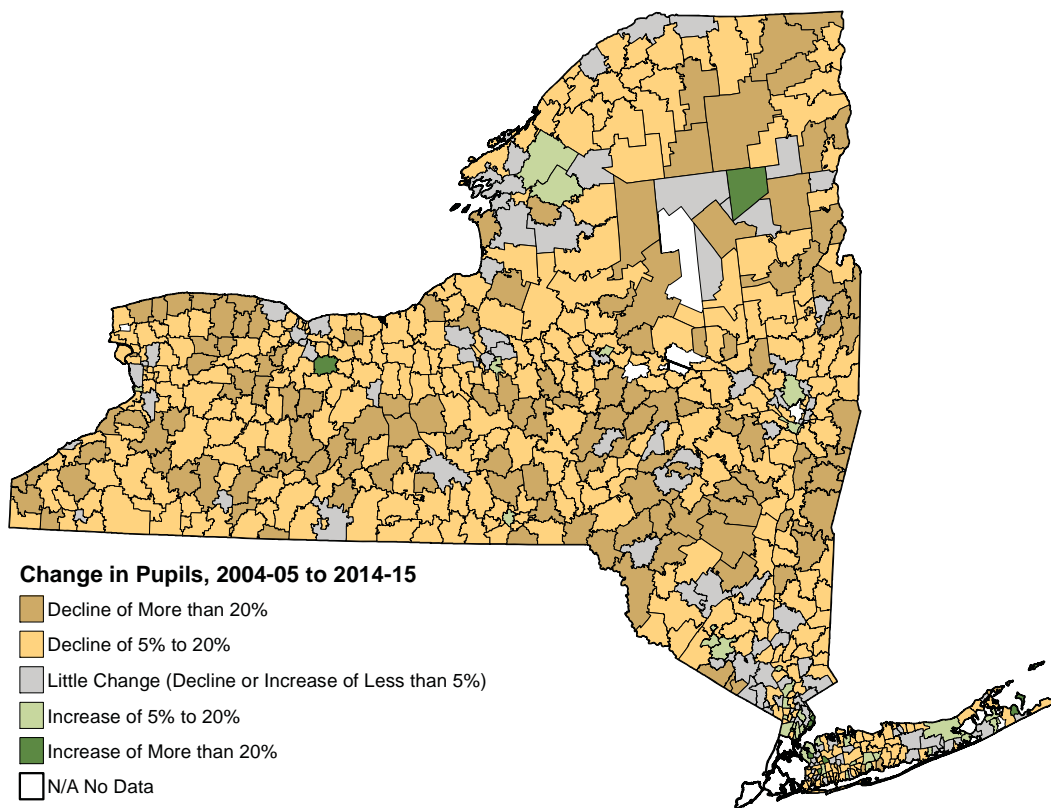 Change in Pupils, 2004-05 to 2014-15
Decline of More than 20%
Decline of 5% to 20%
Little Change (Decline or Increase of Less than 5%)
Increase of 5% to 20%
Increase of More than 20%
N/A No Data